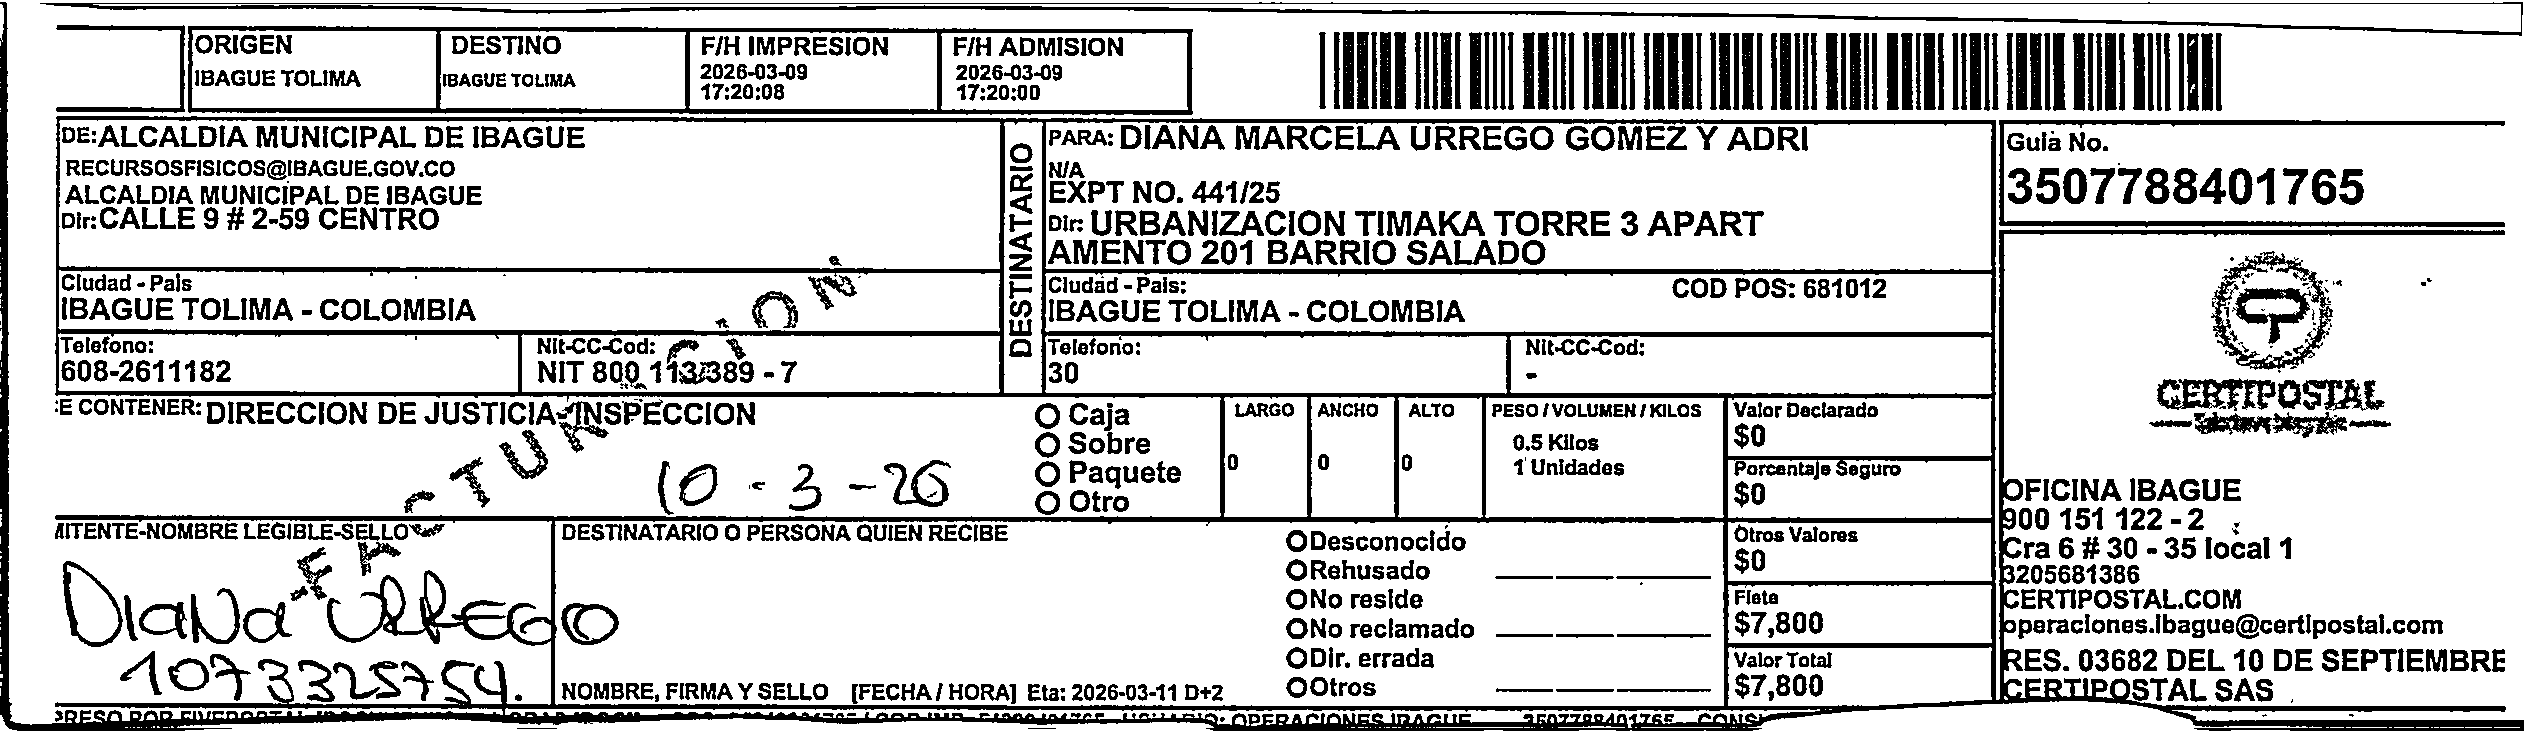 ORIGEN
IBAGUE TOLIMA
DESTINO
IBAGUE TOLIMA
F/H IMPRESION
2026-03-09
17:20:08
F/H ADMISION
2026-03-09
17:20:00
DE:ALCALDIA MUNICIPAL DE IBAGUE
RECURSOSFISICOS@IBAGUE.GOV.CO
ALCALDIA MUNICIPAL DE IBAGUE
Dir:CALLE 9 # 2-59 CENTRO
Ciudad - Pais
IBAGUE TOLIMA - COLOMBIA
Telefono:
608-2611182
Nit-CC-Cod:
NIT 800 113/389 - 7
DESTINATARIO
PARA: DIANA MARCELA URREGO GOMEZ Y ADRI
N/A
EXPT NO. 441/25
Dir: URBANIZACION TIMAKA TORRE 3 APART
AMENTO 201 BARRIO SALADO
Ciudad - Pais:
COD POS: 681012
IBAGUE TOLIMA - COLOMBIA
Telefono:
30
Nit-CC-Cod:
-
Guia No.
3507788401765
CERTIPOSTAL
:E CONTENER: DIRECCION DE JUSTICIA- INSPECCION
FACTURACION
10 - 3 - 26
Caja
Sobre
Paquete
Otro
LARGO
0
ANCHO
0
ALTO
0
PESO / VOLUMEN / KILOS
0.5 Kilos
1 Unidades
Valor Declarado
$0
Porcentaje Seguro
$0
Otros Valores
$0
Flete
$7,800
Valor Total
$7,800
MITENTE-NOMBRE LEGIBLE-SELLO
DIANA URREGO
1073325754.
DESTINATARIO O PERSONA QUIEN RECIBE
NOMBRE, FIRMA Y SELLO [FECHA / HORA] Eta: 2026-03-11 D+2
Desconocido
Rehusado
No reside
No reclamado
Dir. errada
Otros
OFICINA IBAGUE
900 151 122 - 2
Cra 6 # 30 - 35 local 1
3205681386
CERTIPOSTAL.COM
operaciones.ibague@certipostal.com
RES. 03682 DEL 10 DE SEPTIEMBRE
CERTIPOSTAL SAS
OPERACIONES IBAGUE 3507788401765